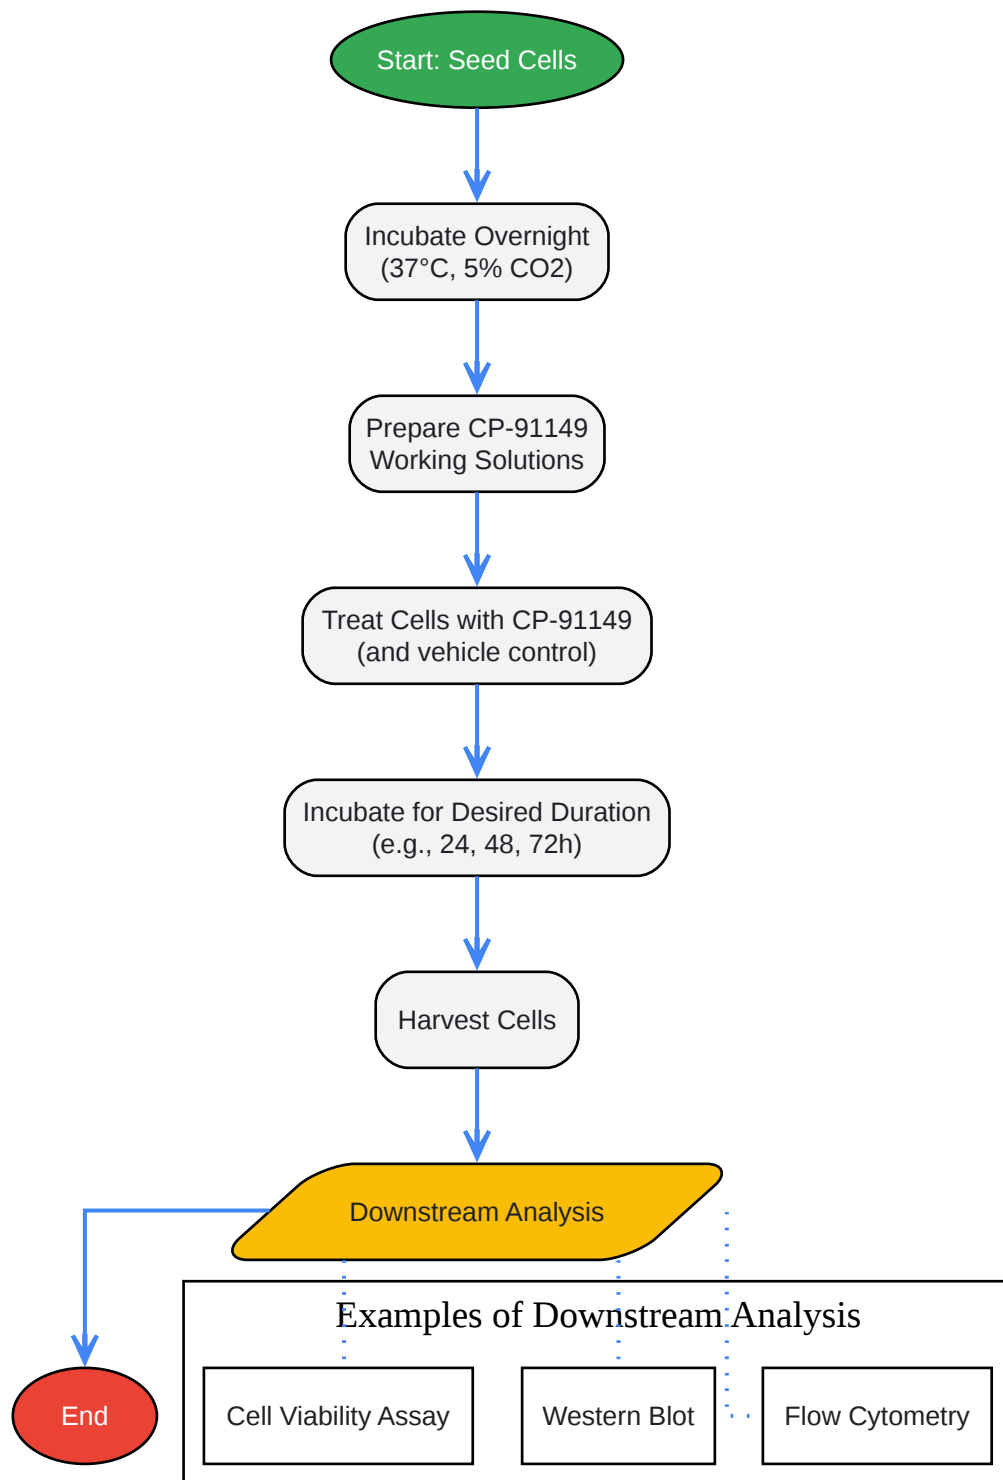 Start: Seed Cells
Incubate Overnight
(37°C, 5% CO2)
Prepare CP-91149
Working Solutions
Treat Cells with CP-91149
(and vehicle control)
Incubate for Desired Duration
(e.g., 24, 48, 72h)
Harvest Cells
Downstream Analysis
Examples of Downstream Analysis
End
Cell Viability Assay
Western Blot
Flow Cytometry